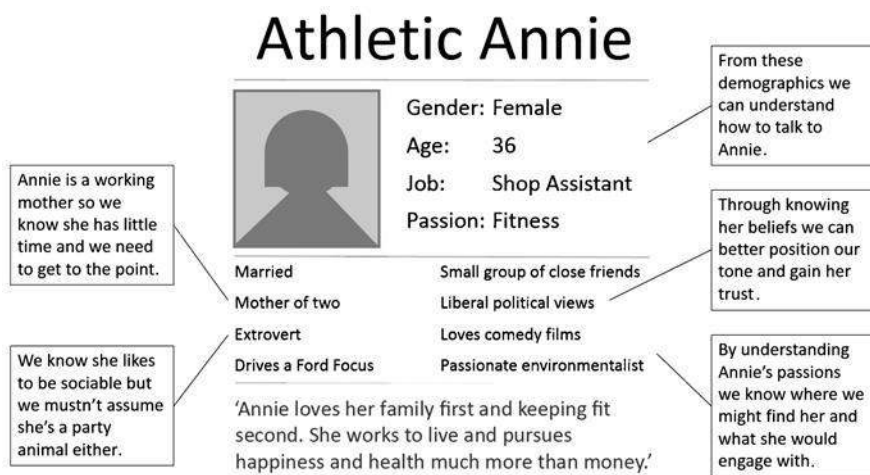 Athletic Annie
Gender: Female
Age: 36
Job: Shop Assistant
Passion: Fitness
From these
demographics we
can understand
how to talk to
Annie.
Annie is a working
mother so we
know she has little
time and we need
to get to the point.
Through knowing
her beliefs we can
better position our
tone and gain her
trust.
Married
Mother of two
Extrovert
Drives a Ford Focus
Small group of close friends
Liberal political views
Loves comedy films
Passionate environmentalist
We know she likes
to be sociable but
we mustn't assume
she's a party
animal either.
By understanding
Annie's passions
we know where we
might find her and
what she would
engage with.
'Annie loves her family first and keeping fit
second. She works to live and pursues
happiness and health much more than money.'